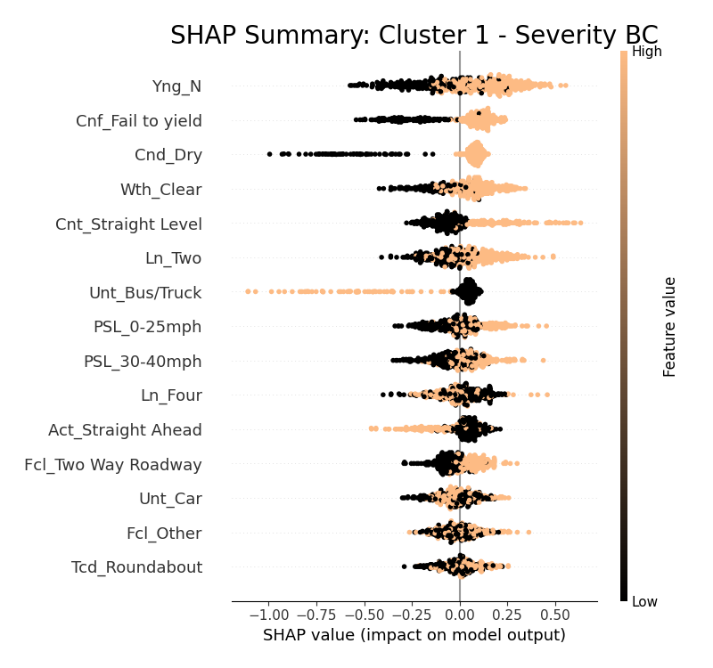 SHAP Summary: Cluster 1 - Severity BC
High
Yng_N
Cnf_Fail to yield
Cnd_Dry
Wth_Clear
Cnt_Straight Level
Ln_Two
Unt_Bus/Truck
PSL_0-25mph
PSL_30-40mph
Ln_Four
Act_Straight Ahead
Fcl_Two Way Roadway
Unt_Car
Fcl_Other
Tcd_Roundabout
Feature value
Low
−1.00 −0.75 −0.50 −0.25 0.00 0.25 0.50
SHAP value (impact on model output)